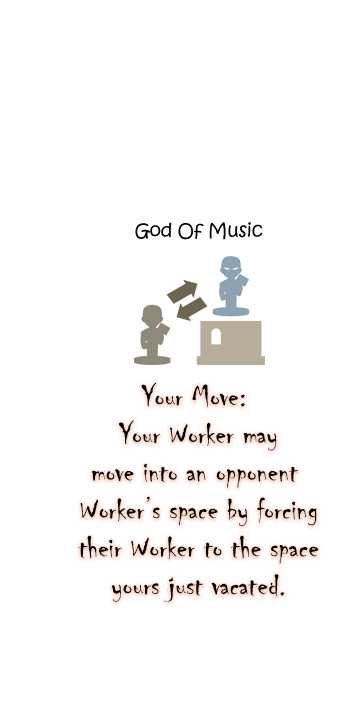 God Of Music
Your Move:
Your Worker may
move into an opponent
Worker's space by forcing
their Worker to the space
yours just vacated.